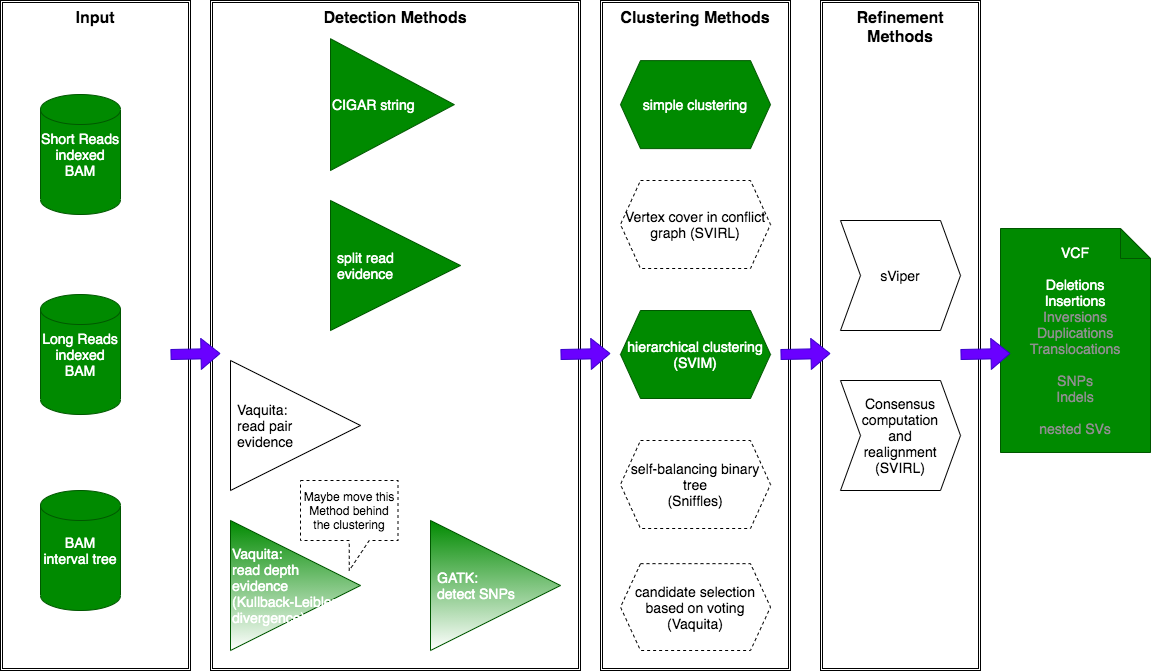 Input
Short Reads
indexed
BAM
Long Reads
indexed
BAM
BAM
interval tree
Detection Methods
CIGAR string
split read
evidence
Vaquita:
read pair
evidence
Maybe move this
Method behind
the clustering
Vaquita:
read depth
evidence
(Kullback-Leibler
divergence)
GATK:
detect SNPs
Clustering Methods
simple clustering
Vertex cover in conflict
graph (SVIRL)
hierarchical clustering
(SVIM)
self-balancing binary
tree
(Sniffles)
candidate selection
based on voting
(Vaquita)
Refinement
Methods
sViper
Consensus
computation
and
realignment
(SVIRL)
VCF
Deletions
Insertions
Inversions
Duplications
Translocations
SNPs
Indels
nested SVs